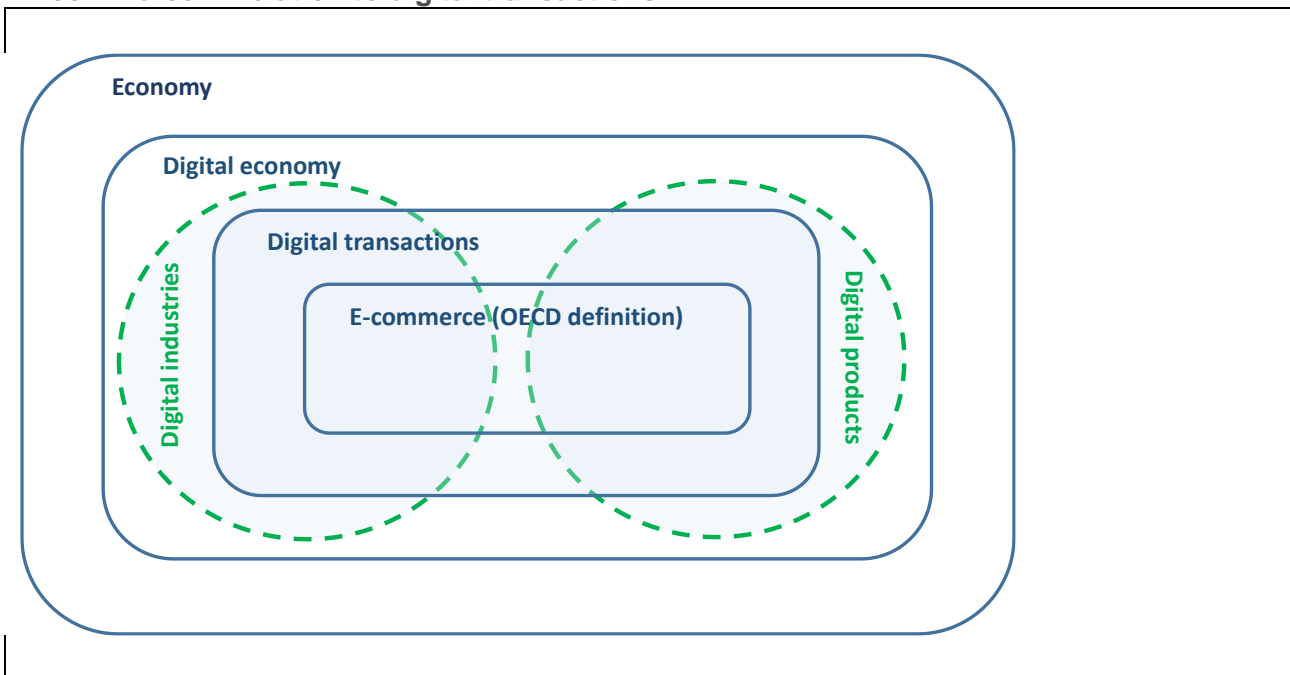 Economy
Digital economy
Digital transactions
E-commerce (OECD definition)
Digital industries
Digital products